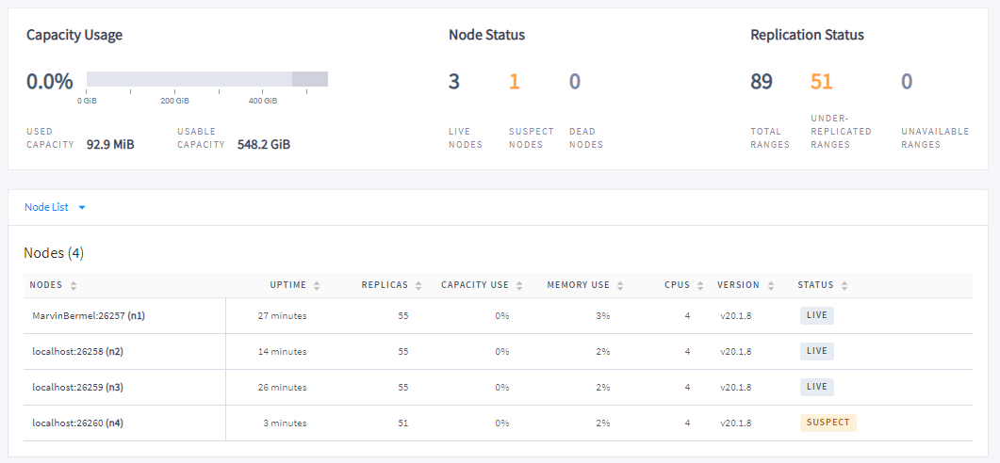 Capacity Usage
Node Status
Replication Status
0.0%
0 GiB
200 GiB
400 GiB
3
1
0
89
51
0
USED CAPACITY
92.9 MiB
USABLE CAPACITY
548.2 GiB
LIVE NODES
SUSPECT NODES
DEAD NODES
TOTAL RANGES
UNDER-REPLICATED RANGES
UNAVAILABLE RANGES
Node List
Nodes (4)
NODES UPTIME REPLICAS CAPACITY USE MEMORY USE CPUS VERSION STATUS
MarvinBermel:26257 (n1) 27 minutes 55 0% 3% 4 v20.1.8 LIVE
localhost:26258 (n2) 14 minutes 55 0% 2% 4 v20.1.8 LIVE
localhost:26259 (n3) 26 minutes 55 0% 2% 4 v20.1.8 LIVE
localhost:26260 (n4) 3 minutes 51 0% 2% 4 v20.1.8 SUSPECT